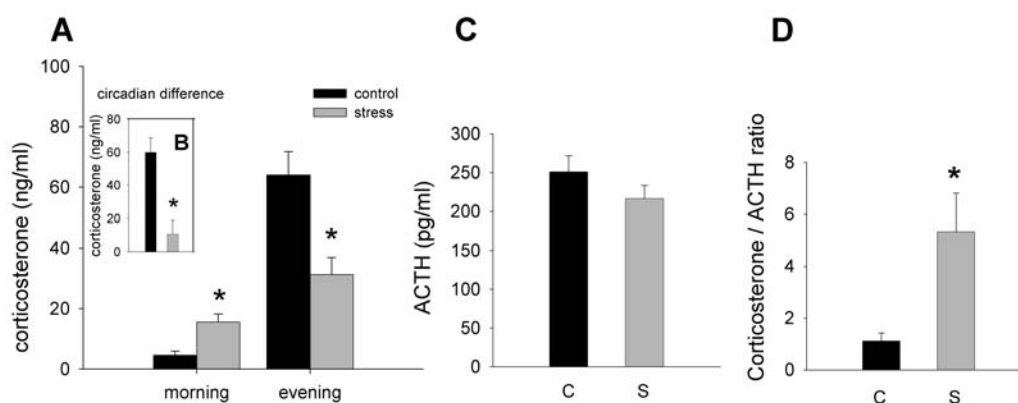 A
C
D
corticosterone (ng/ml)
100
80
60
40
20
0
morning
evening
control
stress
circadian difference
B
corticosterone (ng/ml)
80
60
40
20
0
*
*
*
ACTH (pg/ml)
300
250
200
150
100
50
0
C S
Corticosterone / ACTH ratio
8
6
4
2
0
*
C S